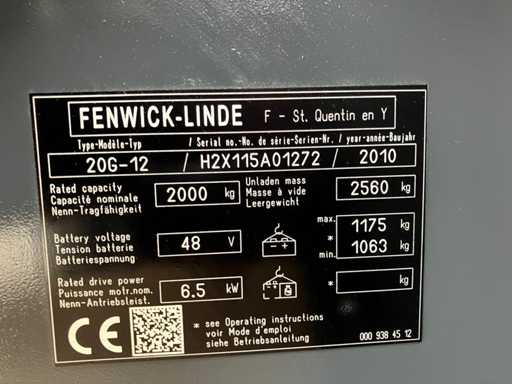 FENWICK-LINDE F - St. Quentin en Y
Type-Modèle-Typ / Serial no.-No. de série-Serien-Nr. / year-année-Baujahr
20G-12 / H2X115A01272 / 2010
Rated capacity
Capacité nominale
Nenn-Tragfähigkeit
2000 kg
Unladen mass
Masse à vide
Leergewicht
2560 kg
Battery voltage
Tension batterie
Batteriespannung
48 V
- +
max.
*
min.
1175 kg
1063 kg
Rated drive power
Puissance motr.nom.
Nenn-Antriebsleist.
6.5 kW
* kg
CE
* see Operating instructions
voir Mode d'emploi
siehe Betriebsanleitung
000 938 45 12